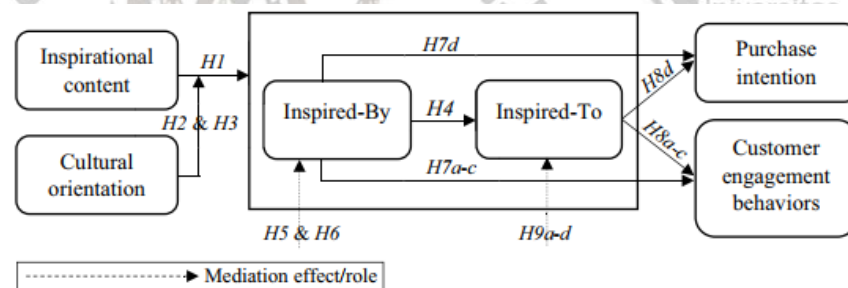 Inspirational
content
H1
H2 & H3
Cultural
orientation
H7d
Inspired-By
H4
Inspired-To
H7a-c
H8d
H8a-c
Purchase
intention
Customer
engagement
behaviors
H5 & H6
H9a-d
Mediation effect/role